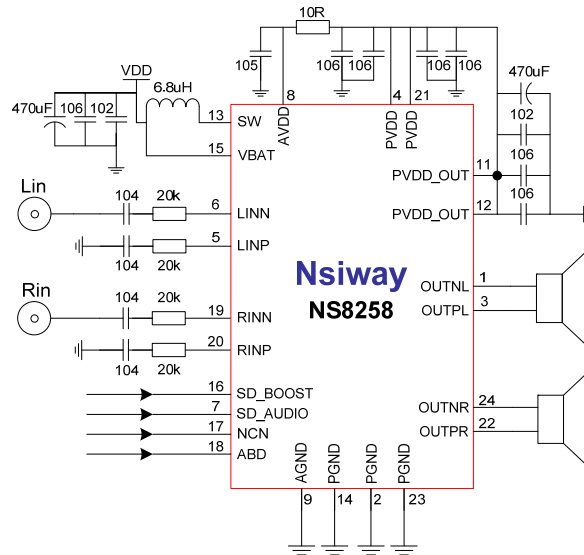 10R
105
106
106
106
106
8
4
21
VDD
6.8uH
470uF
106
102
470uF
102
106
106
13
SW
AVDD
PVDD
PVDD
15
VBAT
11
PVDD_OUT
12
PVDD_OUT
Lin
104
20k
6
LINN
5
LINP
104
20k
Nsiway
NS8258
1
OUTNL
3
OUTPL
Rin
104
20k
19
RINN
20
RINP
104
20k
16
SD_BOOST
7
SD_AUDIO
17
NCN
18
ABD
24
OUTNR
22
OUTPR
AGND
PGND
PGND
PGND
9
14
2
23